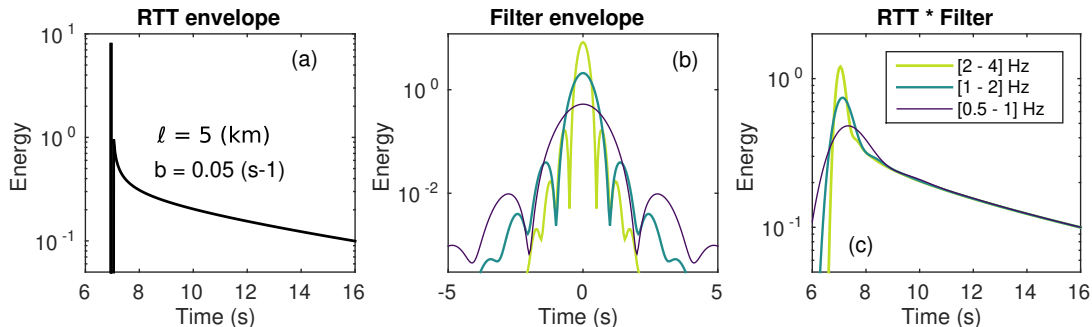 RTT envelope
(a)
ℓ = 5 (km)
b = 0.05 (s-1)
Energy
10^1
10^0
10^-1
6 8 10 12 14 16
Time (s)
Filter envelope
(b)
Energy
10^0
10^-2
-5 0 5
Time (s)
RTT * Filter
[2 - 4] Hz
[1 - 2] Hz
[0.5 - 1] Hz
(c)
Energy
10^0
10^-1
6 8 10 12 14 16
Time (s)